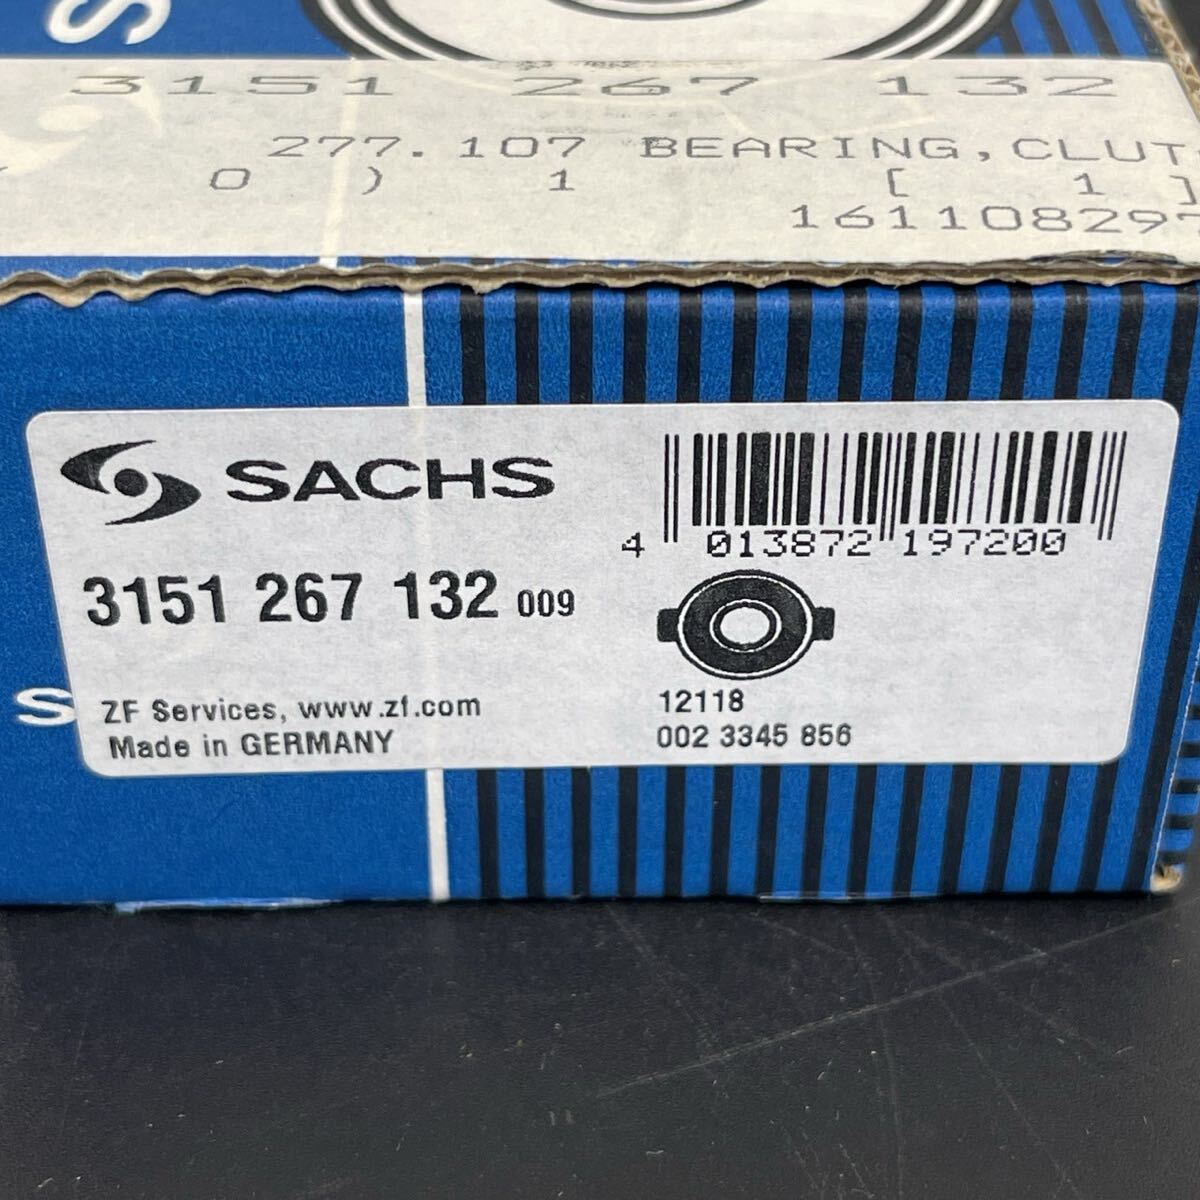 S
3151 267 132
277.107 BEARING,CLUT
0 ) 1 [ 1 ]
161108297
SACHS
4 013872 197200
3151 267 132 009
12118
002 3345 856
S
ZF Services, www.zf.com
Made in GERMANY